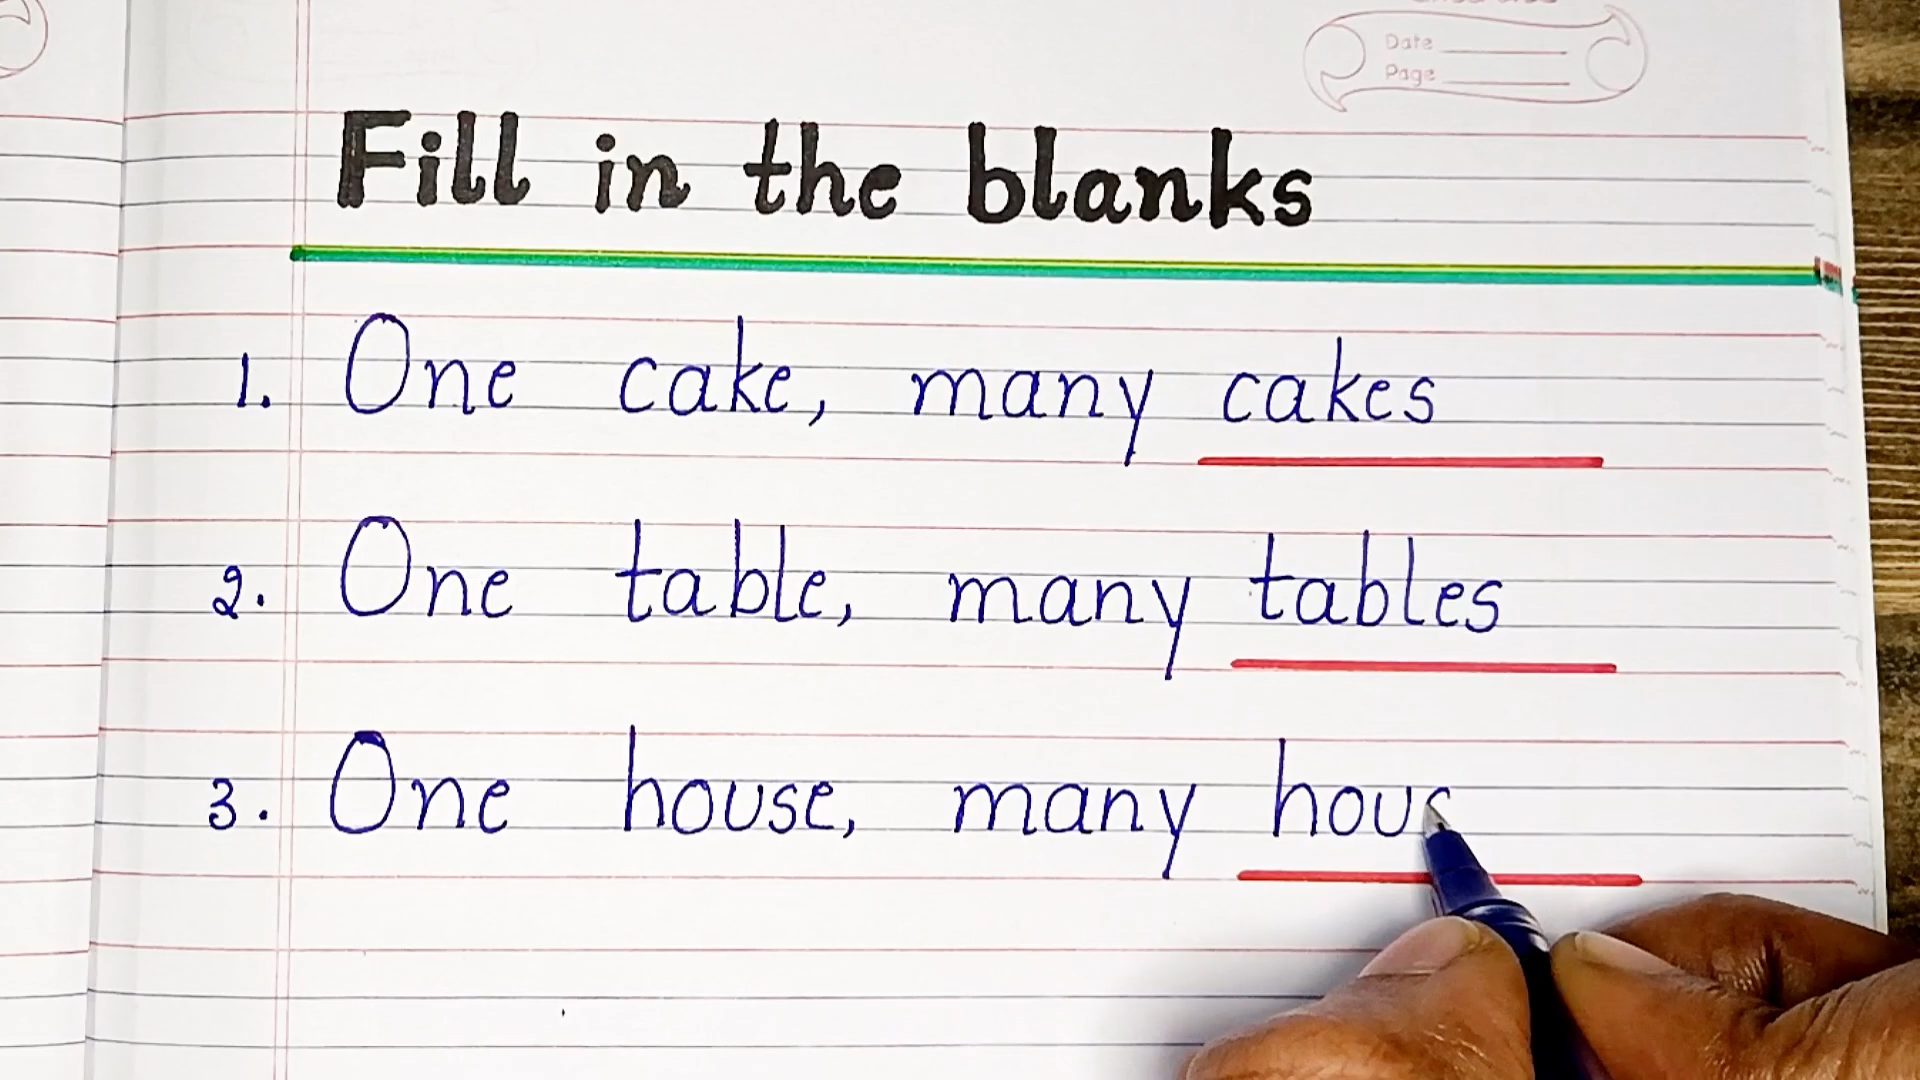 Date
Page
Fill in the blanks
1. One cake, many cakes
2. One table, many tables
3. One house, many hous